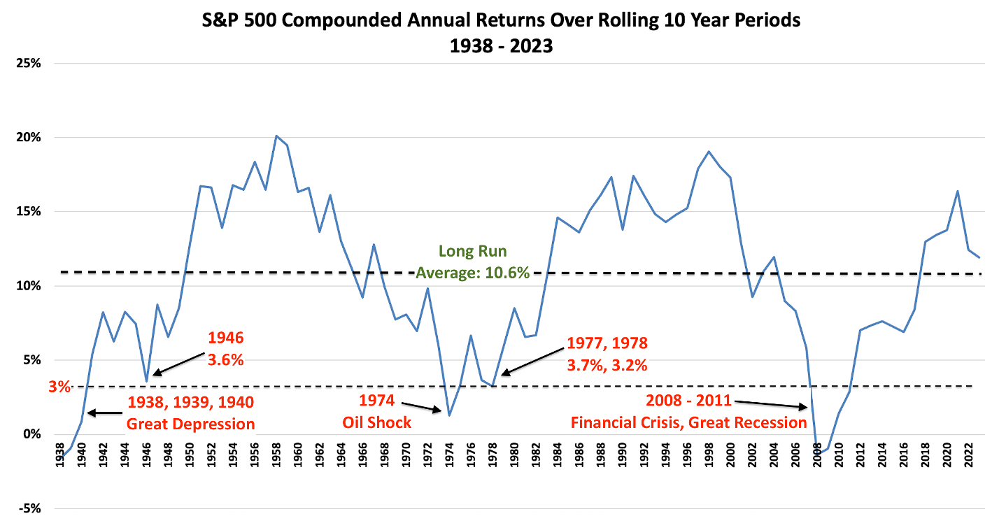 S&P 500 Compounded Annual Returns Over Rolling 10 Year Periods
1938 - 2023
25%
20%
15%
Long Run
Average: 10.6%
10%
1946
3.6%
1977, 1978
3.7%, 3.2%
5%
3%
1938, 1939, 1940
Great Depression
1974
Oil Shock
2008 - 2011
Financial Crisis, Great Recession
0%
1938 1940 1942 1944 1946 1948 1950 1952 1954 1956 1958 1960 1962 1964 1966 1968 1970 1972 1974 1976 1978 1980 1982 1984 1986 1988 1990 1992 1994 1996 1998 2000 2002 2004 2006 2008 2010 2012 2014 2016 2018 2020 2022
-5%